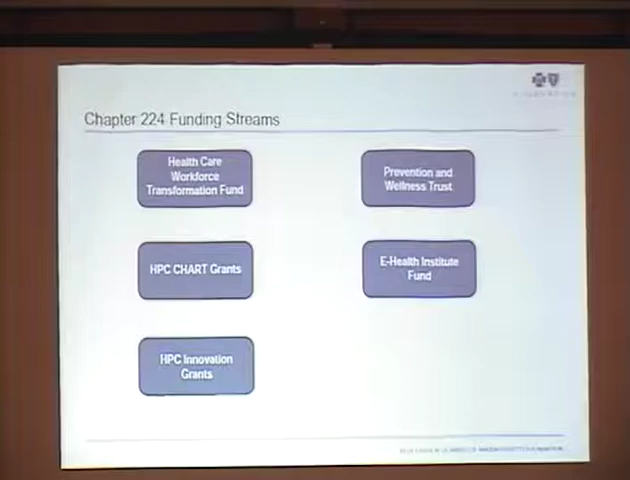 Chapter 224 Funding Streams
Health Care
Workforce
Transformation Fund
Prevention and
Wellness Trust
HPC CHART Grants
E-Health Institute
Fund
HPC Innovation
Grants